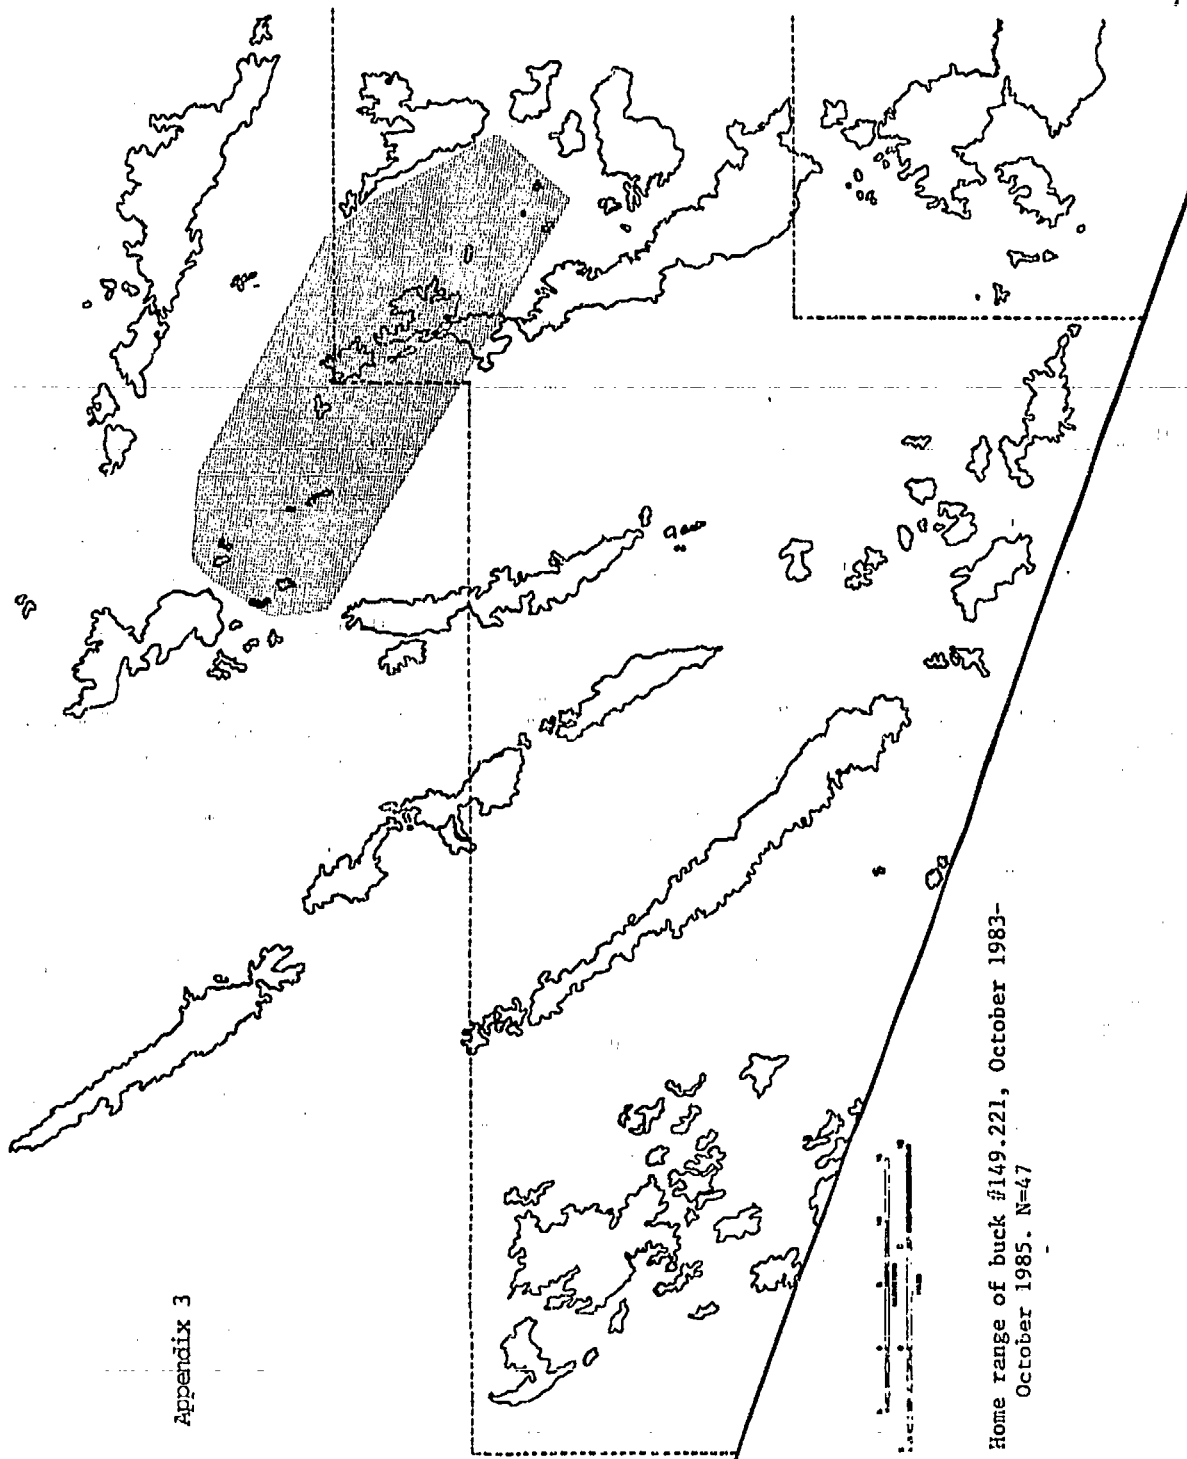 Appendix 3
Home range of buck #149.221, October 1983-
October 1985. N=47